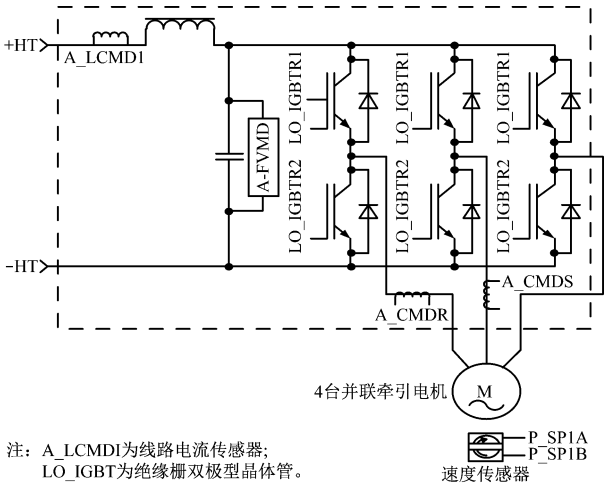 +HT
A_LCMD1
LO_IGBTR1
LO_IGBTR1
LO_IGBTR1
A-FVMD
LO_IGBTR2
LO_IGBTR2
LO_IGBTR2
-HT
A_CMDS
A_CMDR
4台并联牵引电机
M
P_SP1A
P_SP1B
速度传感器
注：A_LCMDI为线路电流传感器;
LO_IGBT为绝缘栅双极型晶体管。